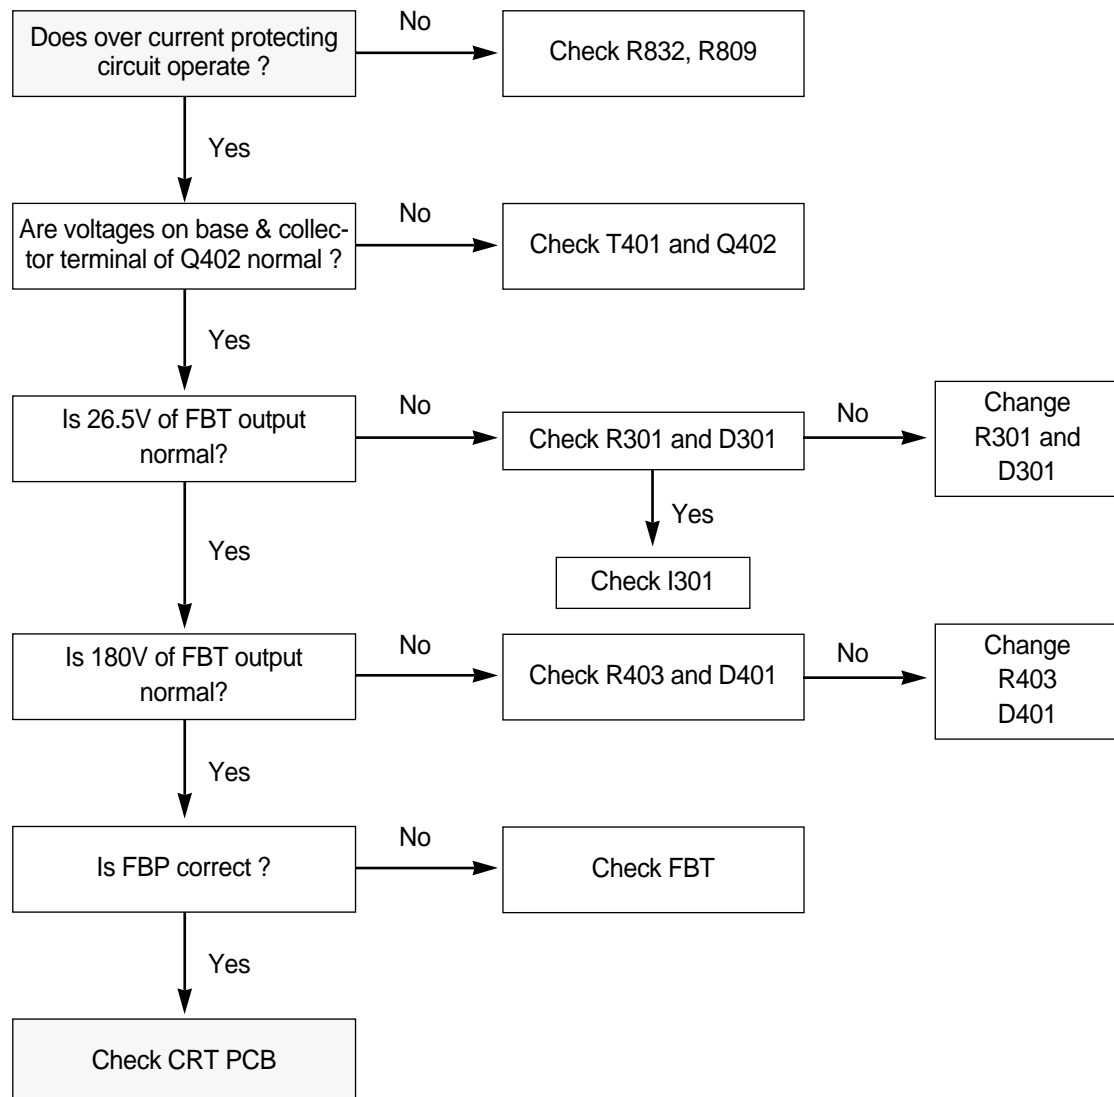 Does over current protecting
circuit operate ?
No
Check R832, R809
Yes
Are voltages on base & collec-
tor terminal of Q402 normal ?
No
Check T401 and Q402
Yes
Is 26.5V of FBT output
normal?
No
Check R301 and D301
No
Change
R301 and
D301
Yes
Check I301
Yes
Is 180V of FBT output
normal?
No
Check R403 and D401
No
Change
R403
D401
Yes
Is FBP correct ?
No
Check FBT
Yes
Check CRT PCB